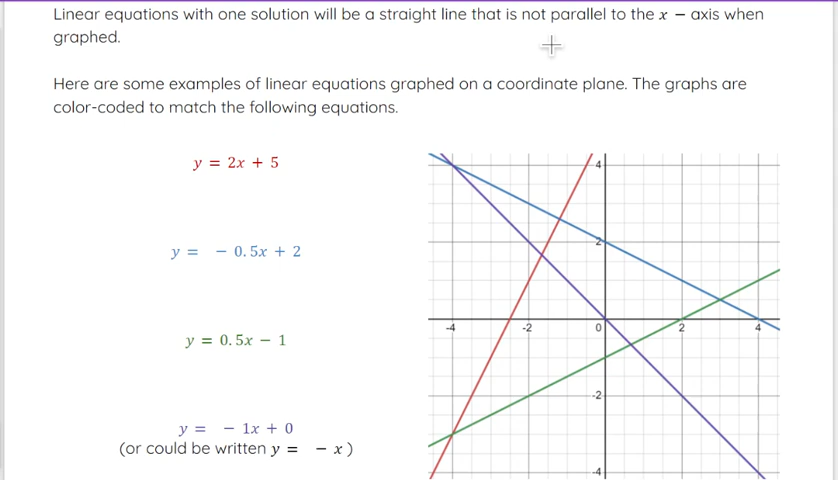 Linear equations with one solution will be a straight line that is not parallel to the x – axis when
graphed.
Here are some examples of linear equations graphed on a coordinate plane. The graphs are
color-coded to match the following equations.
y = 2x + 5
y = - 0.5x + 2
y = 0.5x - 1
y = - 1x + 0
(or could be written y = - x )
4
2
-4 -2 0 2 4
-2
-4